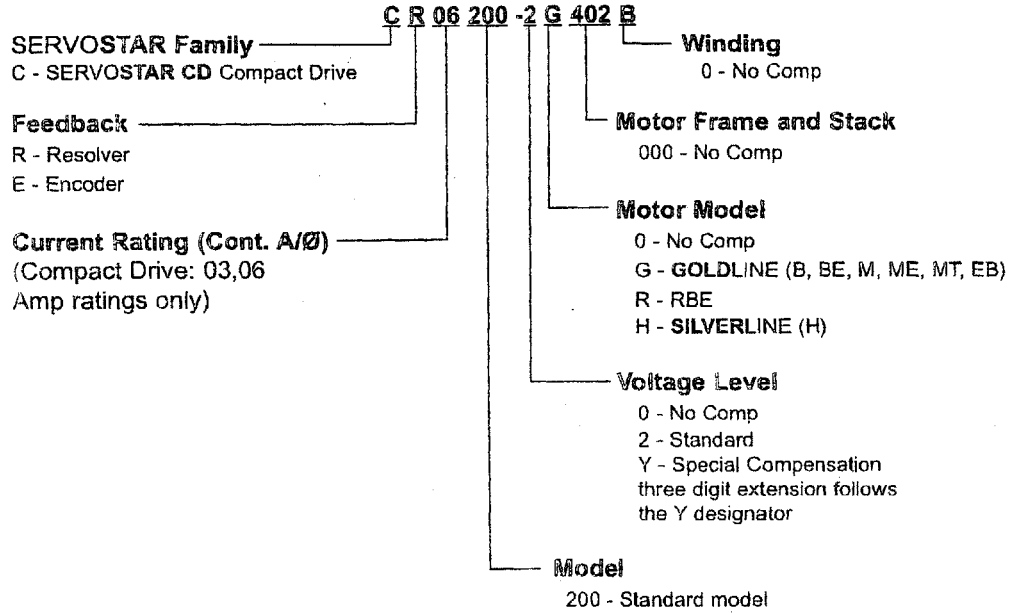 C R 06 200 -2 G 402 B
SERVOSTAR Family
C - SERVOSTAR CD Compact Drive
Feedback
R - Resolver
E - Encoder
Current Rating (Cont. A/Ø)
(Compact Drive: 03,06
Amp ratings only)
Winding
0 - No Comp
Motor Frame and Stack
000 - No Comp
Motor Model
0 - No Comp
G - GOLDLINE (B, BE, M, ME, MT, EB)
R - RBE
H - SILVERLINE (H)
Voltage Level
0 - No Comp
2 - Standard
Y - Special Compensation
three digit extension follows
the Y designator
Model
200 - Standard model